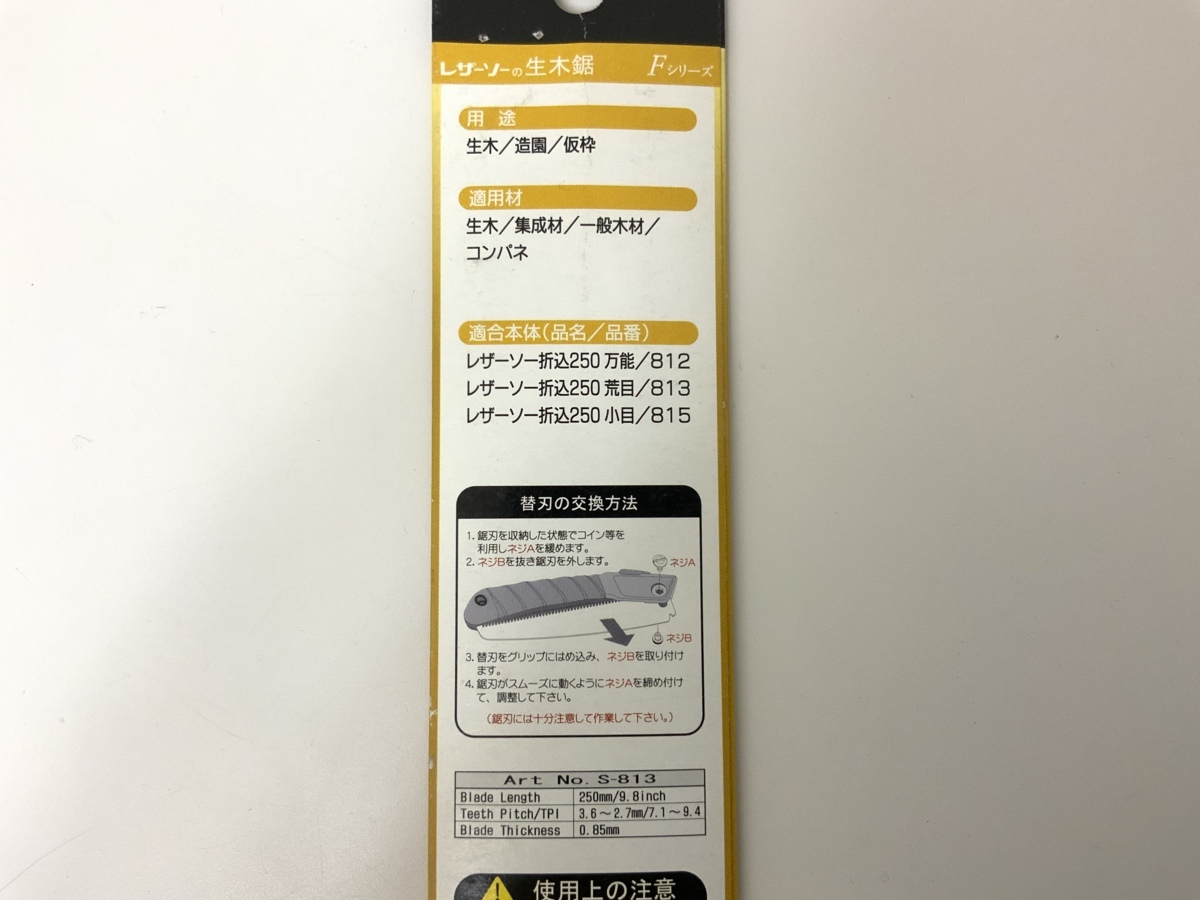 レザーソーの生木鋸 Fシリーズ
用途
生木／造園／仮枠
適用材
生木／集成材／一般木材／
コンパネ
適合本体（品名／品番）
レザーソー折込250 万能／812
レザーソー折込250 荒目／813
レザーソー折込250 小目／815
替刃の交換方法
1. 鋸刃を収納した状態でコイン等を
利用しネジAを緩めます。
2. ネジBを抜き鋸刃を外します。
ネジA
ネジB
3. 替刃をグリップにはめ込み、ネジBを取り付け
ます。
4. 鋸刃がスムーズに動くようにネジAを締め付け
て、調整して下さい。
（鋸刃には十分注意して作業して下さい。）
Art No. S-813
Blade Length 250mm/9.8inch
Teeth Pitch/TPI 3.6～2.7mm/7.1～9.4
Blade Thickness 0.85mm
使用上の注意